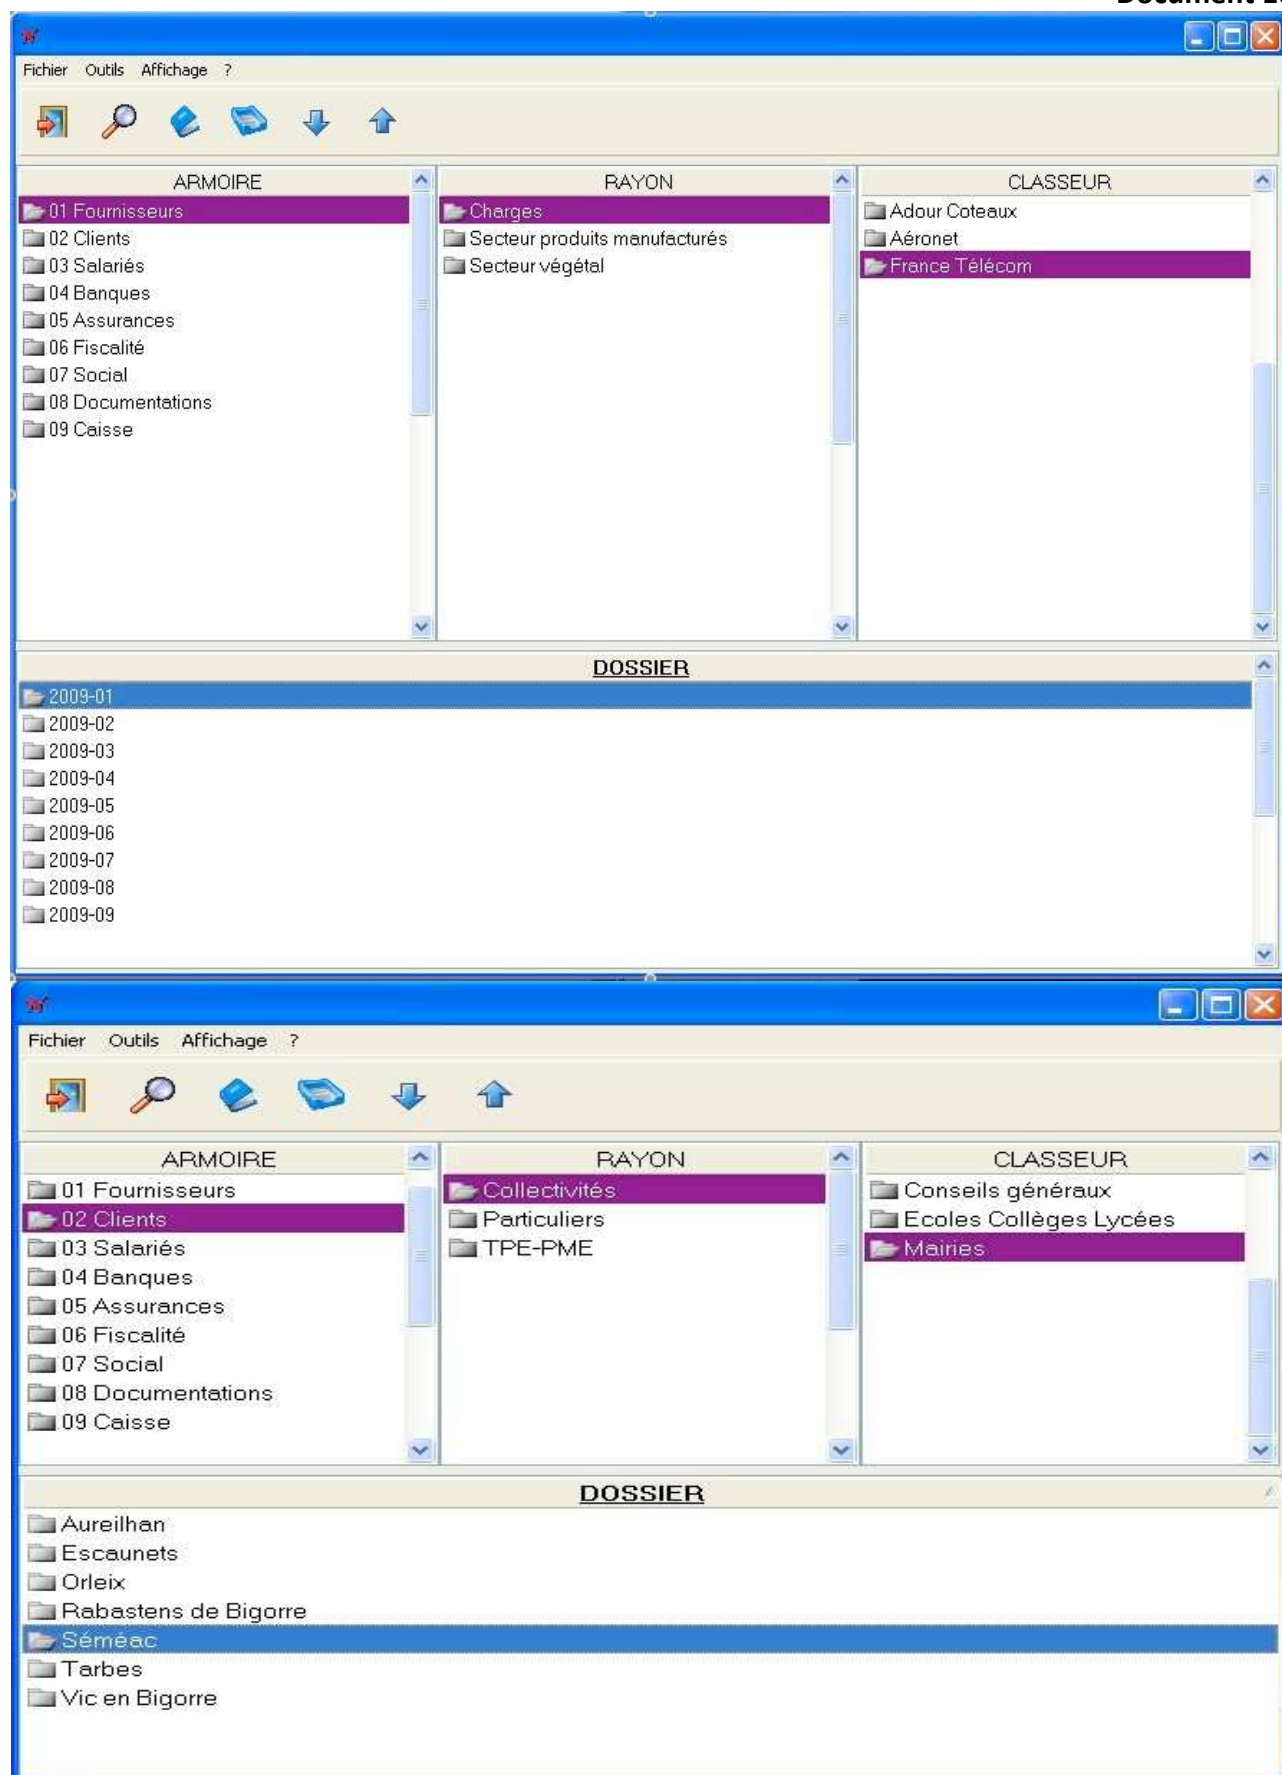 Fichier Outils Affichage ?
ARMOIRE RAYON CLASSEUR
01 Fournisseurs Charges Adour Coteaux
02 Clients Secteur produits manufacturés Aéronet
03 Salariés Secteur végétal France Télécom
04 Banques
05 Assurances
06 Fiscalité
07 Social
08 Documentations
09 Caisse
DOSSIER
2009-01
2009-02
2009-03
2009-04
2009-05
2009-06
2009-07
2009-08
2009-09
Fichier Outils Affichage ?
ARMOIRE RAYON CLASSEUR
01 Fournisseurs Collectivités Conseils généraux
02 Clients Particuliers Ecoles Collèges Lycées
03 Salariés TPE-PME Mairies
04 Banques
05 Assurances
06 Fiscalité
07 Social
08 Documentations
09 Caisse
DOSSIER
Aureilhan
Escaunets
Orleix
Rabastens de Bigorre
Séméac
Tarbes
Vic en Bigorre